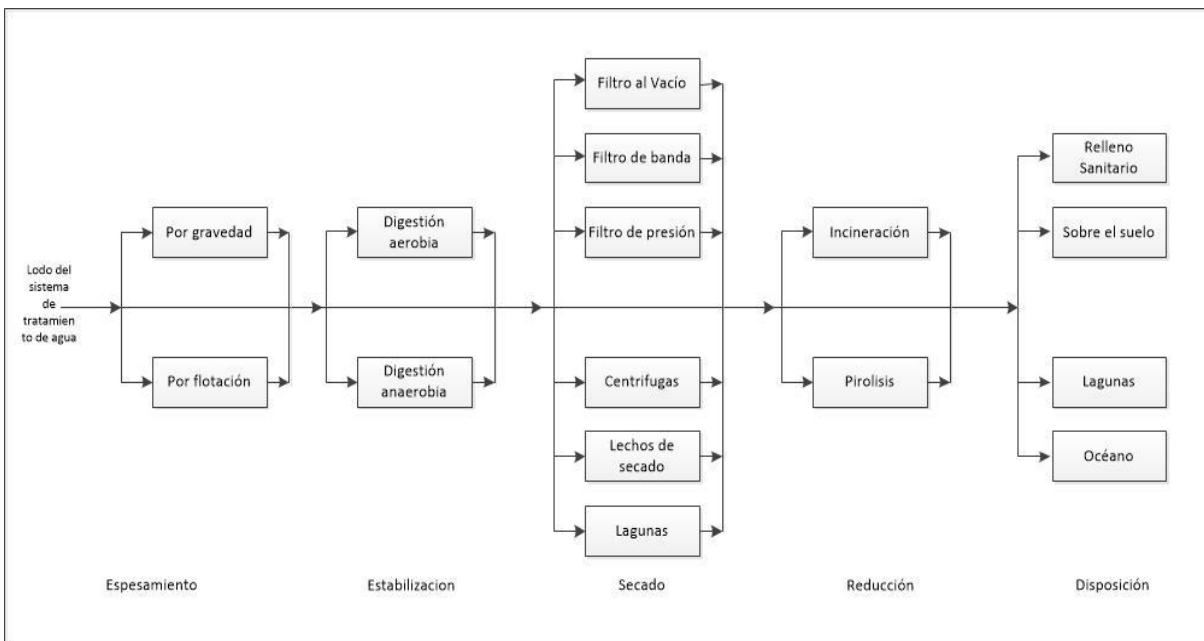 Lodo del
sistema
de
tratamien
to de agua
Por gravedad
Por flotación
Espesamiento
Digestión
aerobia
Digestión
anaerobia
Estabilizacion
Filtro al Vacío
Filtro de banda
Filtro de presión
Centrifugas
Lechos de
secado
Lagunas
Secado
Incineración
Pirolisis
Reducción
Relleno
Sanitario
Sobre el suelo
Lagunas
Océano
Disposición